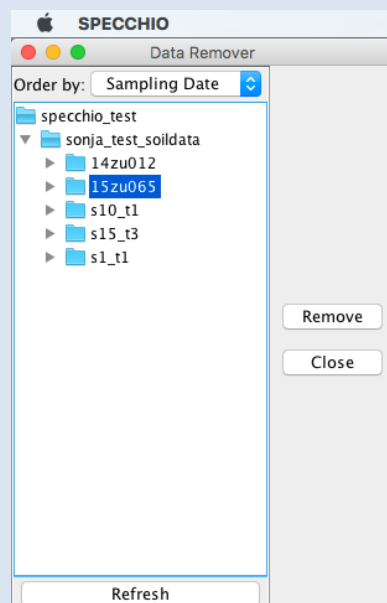 SPECCHIO
Data Remover
Order by: Sampling Date
specchio_test
sonja_test_soildata
14zu012
15zu065
s10_t1
s15_t3
s1_t1
Remove
Close
Refresh